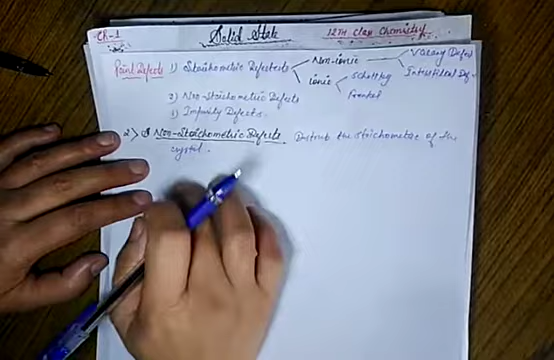 Ch-1 Solid State 12TH Class Chemistry
Point Defects 1) Stoichiometric Defects Non-ionic Vacancy Defect
Interstitial Def-
ionic Schottky
Frenkel
2) Non-Stoichiometric Defects
3) Impurity Defects.
2) Non-Stoichiometric Defects Disturb the stoichiometric of the
crystal.